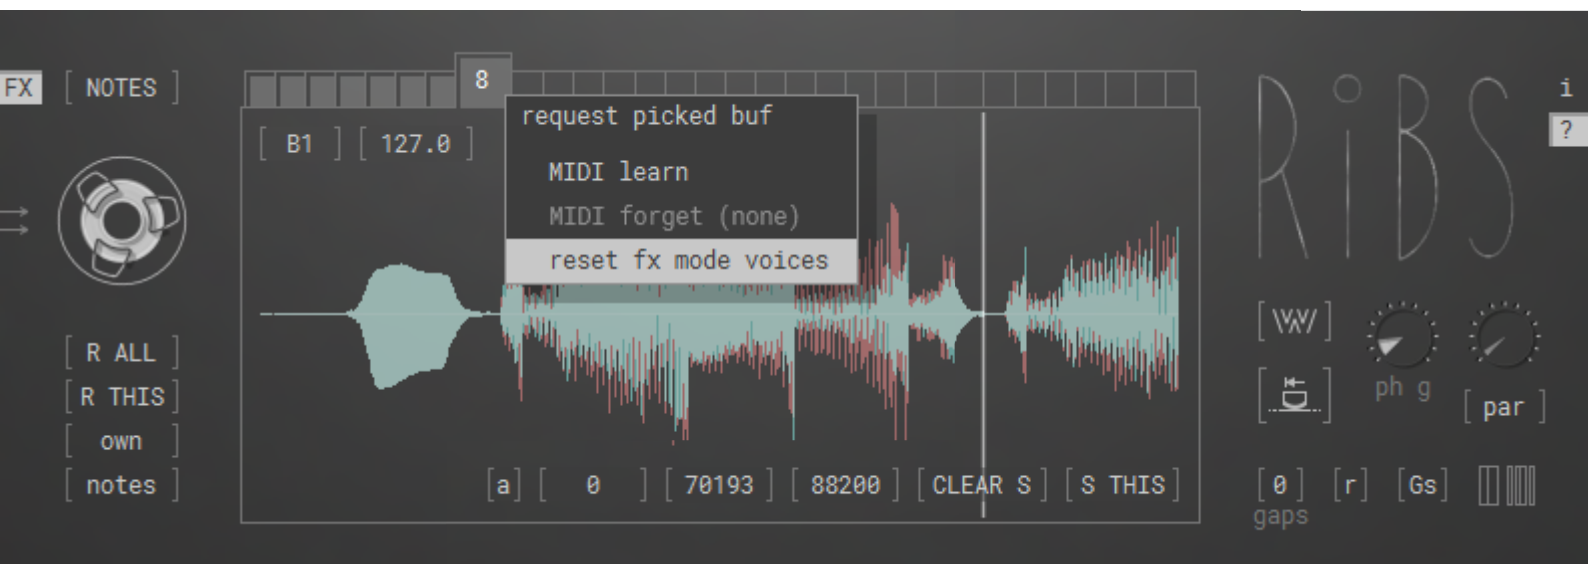 FX [ NOTES ]
8
RiBS
i
?
request picked buf
[ B1 ] [ 127.0 ]
MIDI learn
MIDI forget (none)
reset fx mode voices
[ R ALL ]
[ R THIS ]
[ own ]
[ notes ]
ph g
[ par ]
[a] [ 0 ] [ 70193 ] [ 88200 ] [ CLEAR S ] [ S THIS ]
[ 0 ] [r] [Gs]
gaps